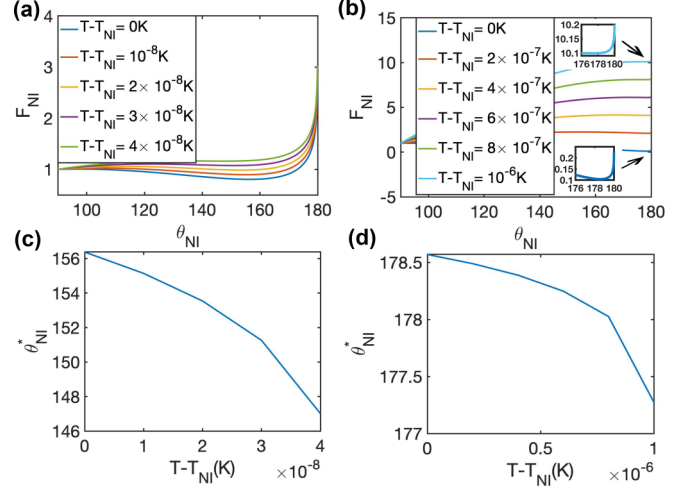 (a)
T-T_NI= 0K
T-T_NI= 10^-8K
T-T_NI= 2× 10^-8K
T-T_NI= 3× 10^-8K
T-T_NI= 4× 10^-8K
4
3
2
1
F_NI
100 120 140 160 180
θ_NI
(b)
T-T_NI= 0K
T-T_NI= 2× 10^-7K
T-T_NI= 4× 10^-7K
T-T_NI= 6× 10^-7K
T-T_NI= 8× 10^-7K
T-T_NI= 10^-6K
15
10
5
0
-5
F_NI
10.2
10.1
176 178 180
0.2
0.1
176 178 180
100 120 140 160 180
θ_NI
(c)
156
154
152
150
148
146
θ*_NI
0 1 2 3 4
×10^-8
T-T_NI(K)
(d)
178.5
178
177.5
177
θ*_NI
0 0.5 1
×10^-6
T-T_NI(K)